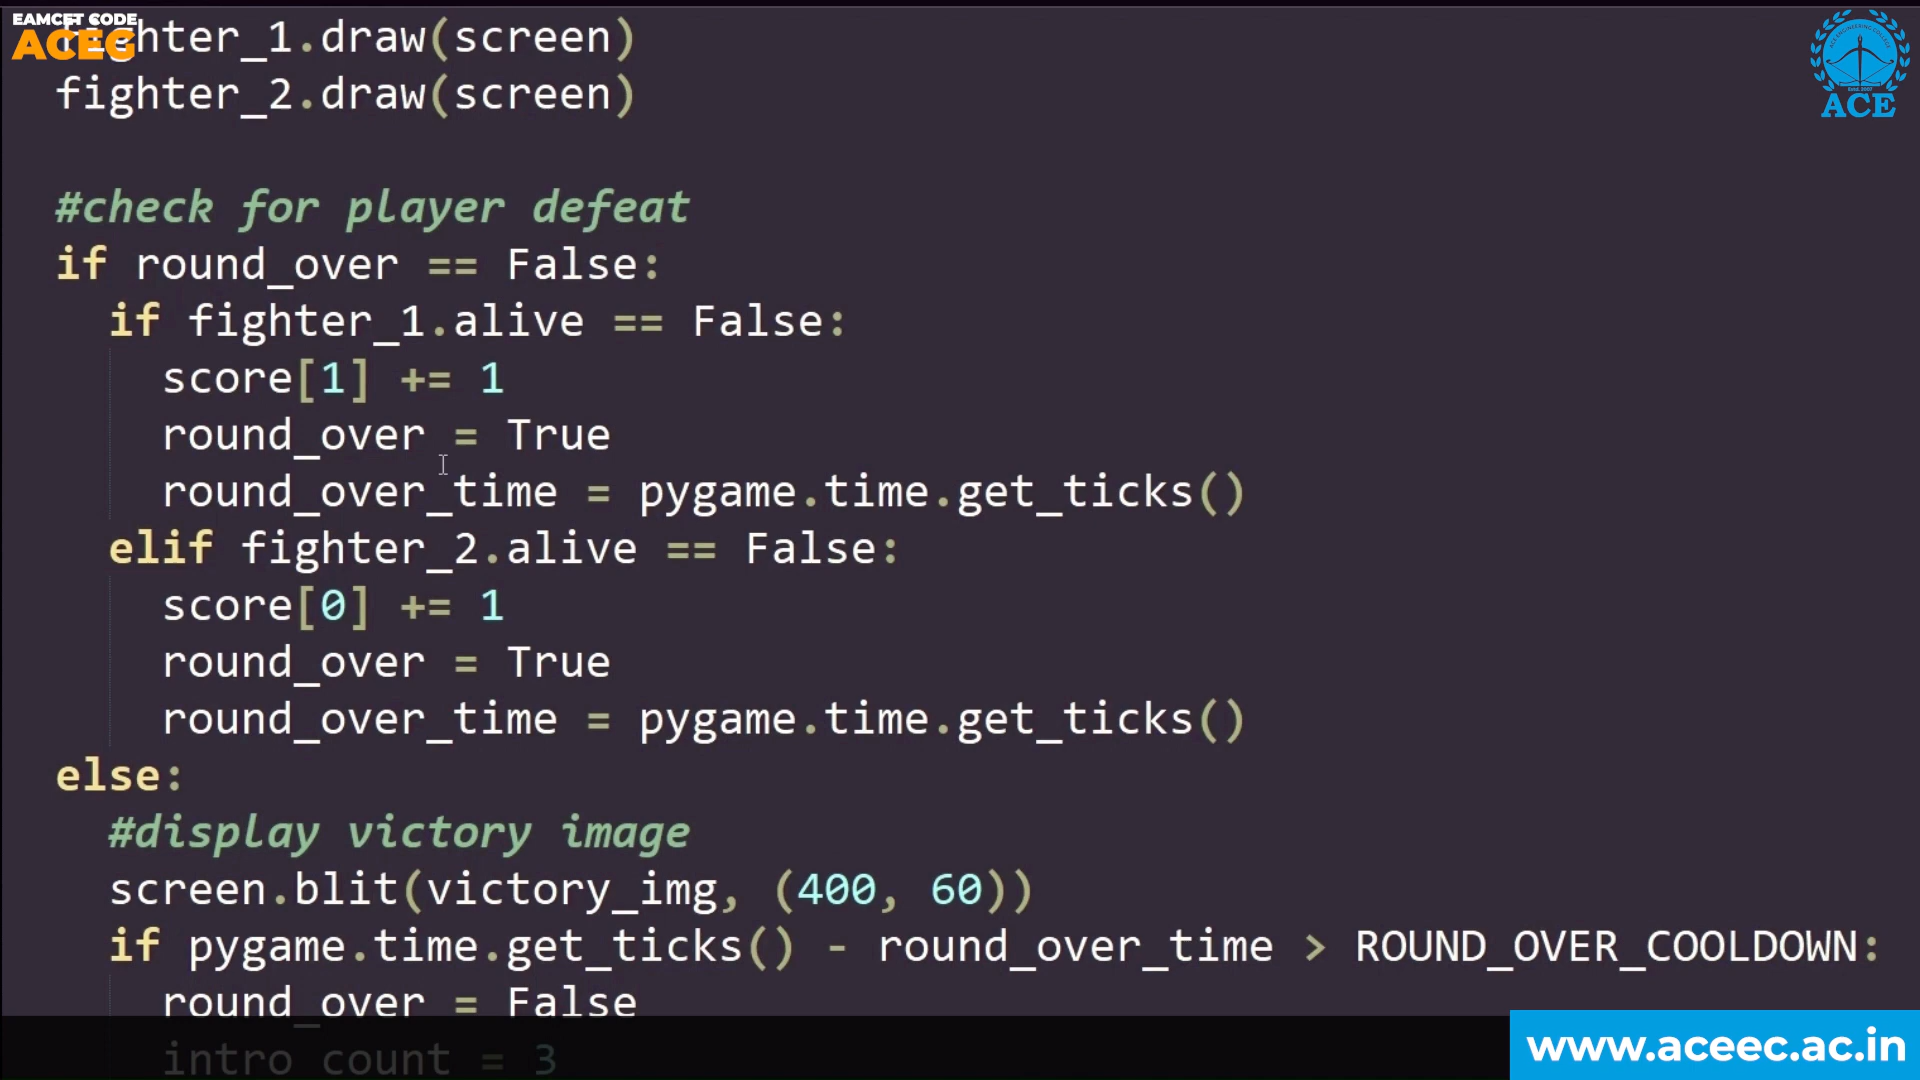 EAMCET CODE
ACEG
fighter_1.draw(screen)
fighter_2.draw(screen)
#check for player defeat
if round_over == False:
if fighter_1.alive == False:
score[1] += 1
round_over = True
round_over_time = pygame.time.get_ticks()
elif fighter_2.alive == False:
score[0] += 1
round_over = True
round_over_time = pygame.time.get_ticks()
else:
#display victory image
screen.blit(victory_img, (400, 60))
if pygame.time.get_ticks() - round_over_time > ROUND_OVER_COOLDOWN:
round_over = False
intro_count = 3
ACE
www.aceec.ac.in